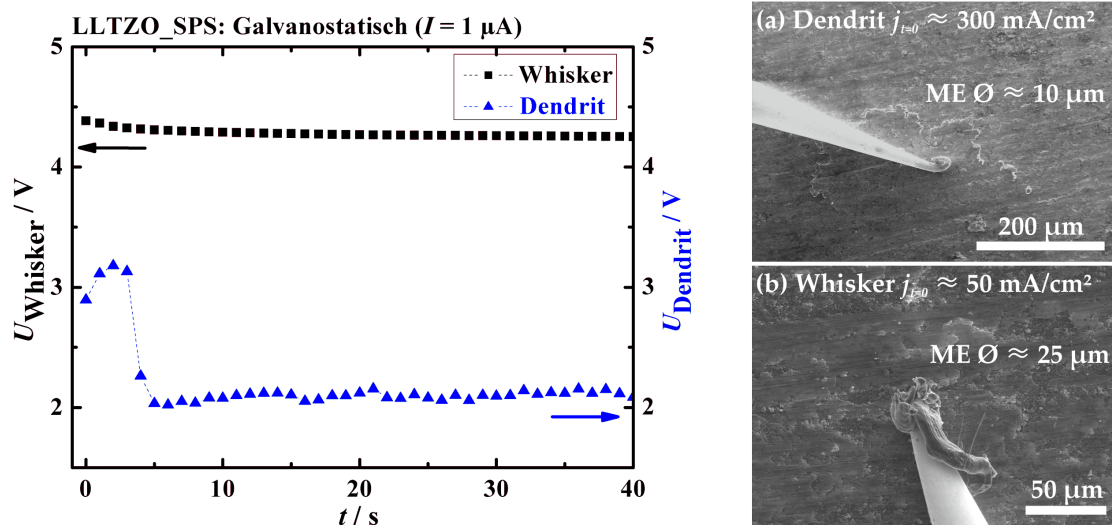 LLTZO_SPS: Galvanostatisch (I = 1 µA)
5
4
3
2
5
4
3
2
Whisker
Dendrit
U_Whisker / V
U_Dendrit / V
0
10
20
30
40
t / s
(a) Dendrit j_t=0 ≈ 300 mA/cm²
ME Ø ≈ 10 µm
200 µm
(b) Whisker j_t=0 ≈ 50 mA/cm²
ME Ø ≈ 25 µm
50 µm